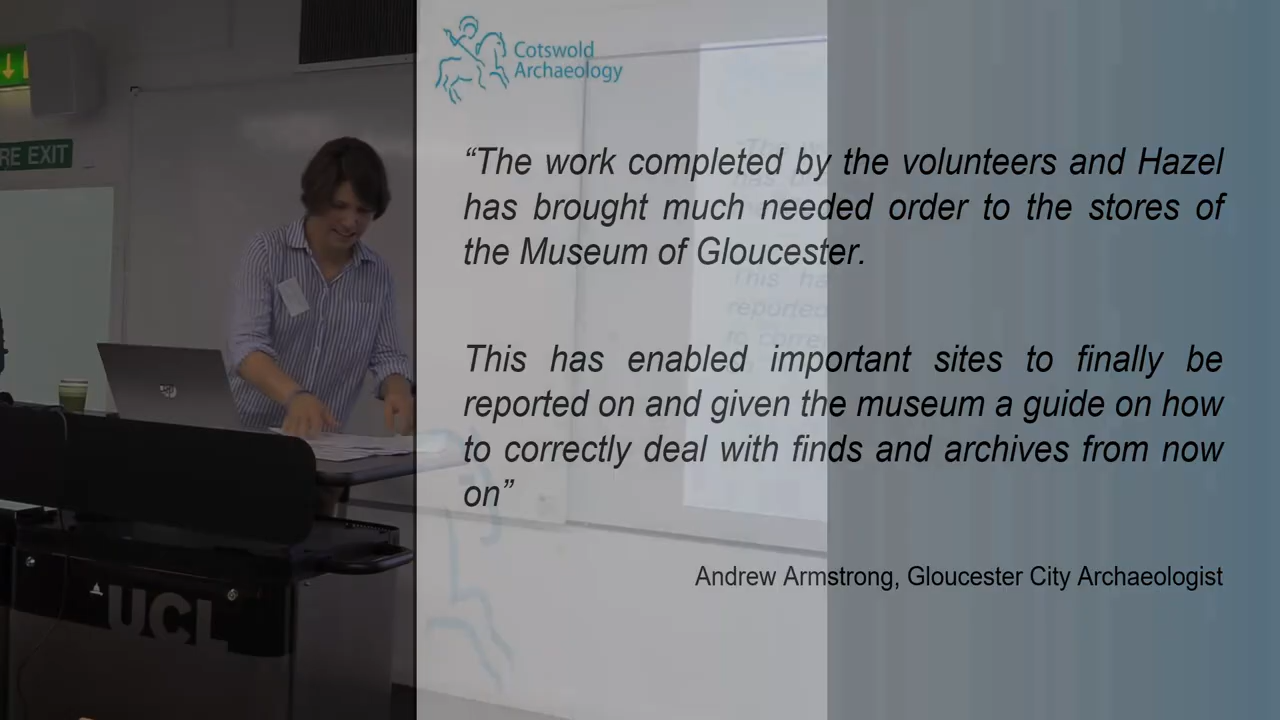 Cotswold
Archaeology
RE EXIT
“The work completed by the volunteers and Hazel
has brought much needed order to the stores of
the Museum of Gloucester.
This has enabled important sites to finally be
reported on and given the museum a guide on how
to correctly deal with finds and archives from now
on”
Andrew Armstrong, Gloucester City Archaeologist
This ha
reported
UCL